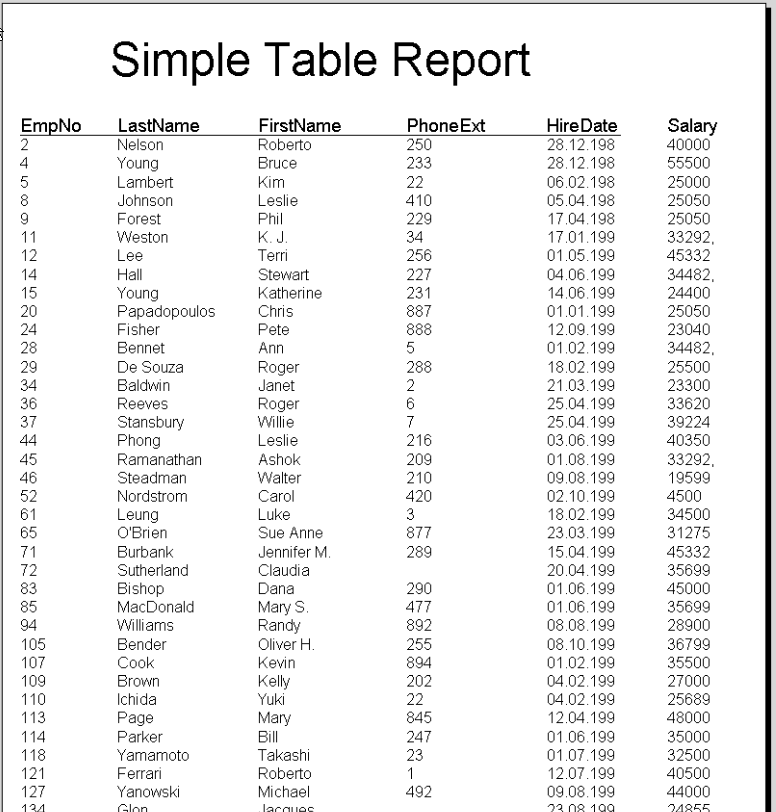 Simple Table Report
EmpNo LastName FirstName PhoneExt HireDate Salary
2 Nelson Roberto 250 28.12.198 40000
4 Young Bruce 233 28.12.198 55500
5 Lambert Kim 22 06.02.198 25000
8 Johnson Leslie 410 05.04.198 25050
9 Forest Phil 229 17.04.198 25050
11 Weston K. J. 34 17.01.199 33292,
12 Lee Terri 256 01.05.199 45332
14 Hall Stewart 227 04.06.199 34482,
15 Young Katherine 231 14.06.199 24400
20 Papadopoulos Chris 887 01.01.199 25050
24 Fisher Pete 888 12.09.199 23040
28 Bennet Ann 5 01.02.199 34482,
29 De Souza Roger 288 18.02.199 25500
34 Baldwin Janet 2 21.03.199 23300
36 Reeves Roger 6 25.04.199 33620
37 Stansbury Willie 7 25.04.199 39224
44 Phong Leslie 216 03.06.199 40350
45 Ramanathan Ashok 209 01.08.199 33292,
46 Steadman Walter 210 09.08.199 19599
52 Nordstrom Carol 420 02.10.199 4500
61 Leung Luke 3 18.02.199 34500
65 O'Brien Sue Anne 877 23.03.199 31275
71 Burbank Jennifer M. 289 15.04.199 45332
72 Sutherland Claudia 20.04.199 35699
83 Bishop Dana 290 01.06.199 45000
85 MacDonald Mary S. 477 01.06.199 35699
94 Williams Randy 892 08.08.199 28900
105 Bender Oliver H. 255 08.10.199 36799
107 Cook Kevin 894 01.02.199 35500
109 Brown Kelly 202 04.02.199 27000
110 Ichida Yuki 22 04.02.199 25689
113 Page Mary 845 12.04.199 48000
114 Parker Bill 247 01.06.199 35000
118 Yamamoto Takashi 23 01.07.199 32500
121 Ferrari Roberto 1 12.07.199 40500
127 Yanowski Michael 492 09.08.199 44000
134 Glon Jacques 23.08.199 24855